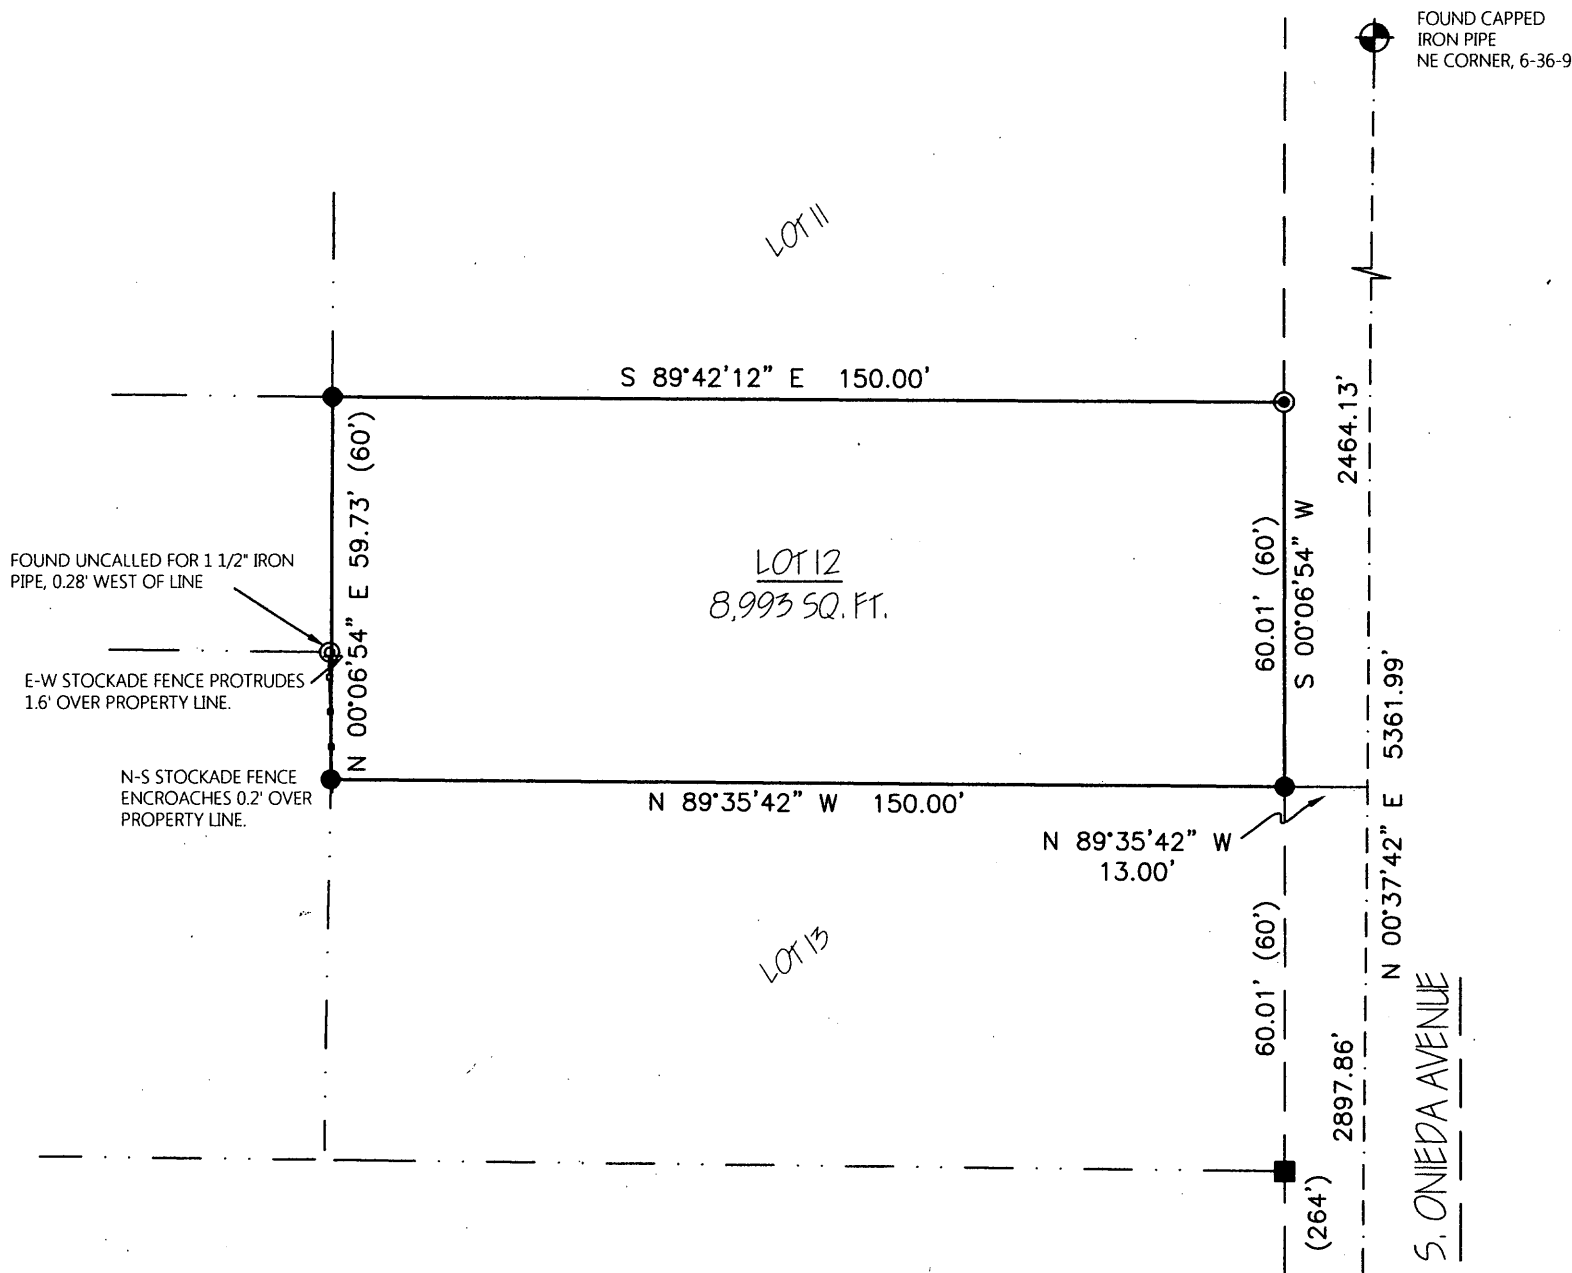 FOUND CAPPED
IRON PIPE
NE CORNER, 6-36-9
LOT 11
S 89°42'12" E 150.00'
2464.13'
N 00°06'54" E 59.73' (60')
60.01' (60')
S 00°06'54" W
FOUND UNCALLED FOR 1 1/2" IRON
PIPE, 0.28' WEST OF LINE
LOT 12
8,993 SQ. FT.
E-W STOCKADE FENCE PROTRUDES
1.6' OVER PROPERTY LINE.
N-S STOCKADE FENCE
ENCROACHES 0.2' OVER
PROPERTY LINE.
N 89°35'42" W 150.00'
N 89°35'42" W
13.00'
N 00°37'42" E 5361.99'
LOT 13
60.01' (60')
2897.86'
(264')
S. ONIEDA AVENUE